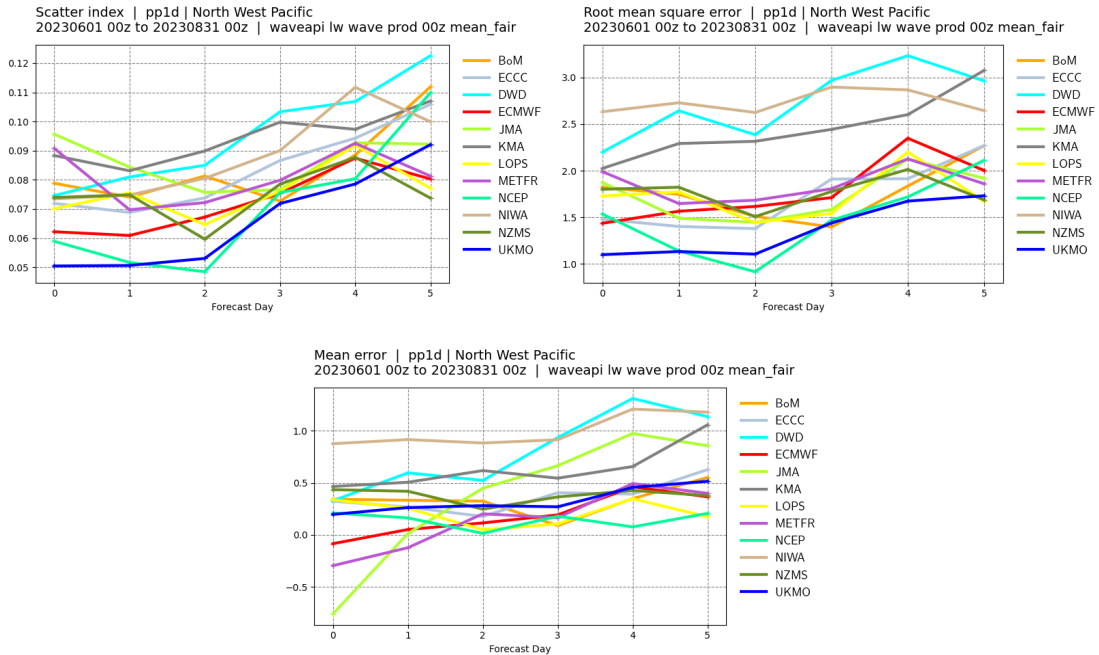 Scatter index | pp1d | North West Pacific
20230601 00z to 20230831 00z | waveapi lw wave prod 00z mean_fair
0.12
0.11
0.10
0.09
0.08
0.07
0.06
0.05
0 1 2 3 4 5
Forecast Day
BoM
ECCC
DWD
ECMWF
JMA
KMA
LOPS
METFR
NCEP
NIWA
NZMS
UKMO
Root mean square error | pp1d | North West Pacific
20230601 00z to 20230831 00z | waveapi lw wave prod 00z mean_fair
3.0
2.5
2.0
1.5
1.0
0 1 2 3 4 5
Forecast Day
BoM
ECCC
DWD
ECMWF
JMA
KMA
LOPS
METFR
NCEP
NIWA
NZMS
UKMO
Mean error | pp1d | North West Pacific
20230601 00z to 20230831 00z | waveapi lw wave prod 00z mean_fair
1.0
0.5
0.0
−0.5
0 1 2 3 4 5
Forecast Day
BoM
ECCC
DWD
ECMWF
JMA
KMA
LOPS
METFR
NCEP
NIWA
NZMS
UKMO